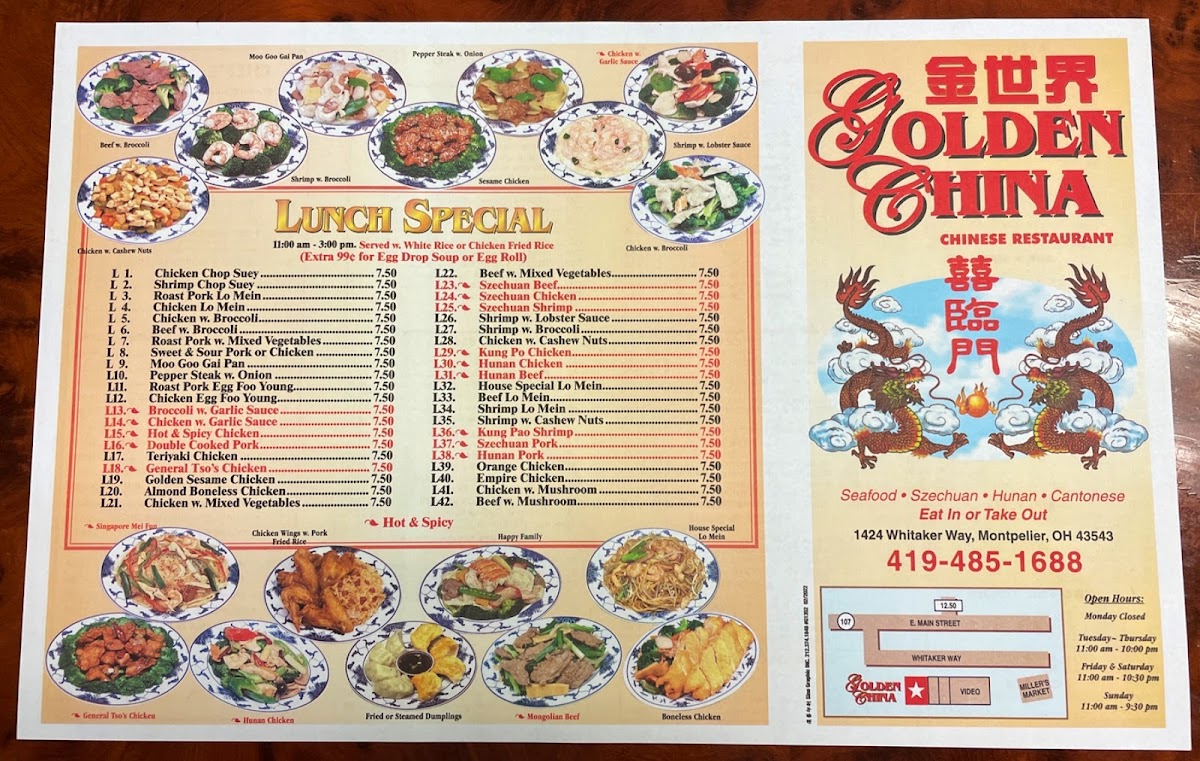 Moo Goo Gai Pan
Pepper Steak w. Onion
Chicken w.
Garlic Sauce
Beef w. Broccoli
Shrimp w. Broccoli
Sesame Chicken
Shrimp w. Lobster Sauce
Chicken w. Cashew Nuts
Chicken w. Broccoli
LUNCH SPECIAL
11:00 am - 3:00 pm. Served w. White Rice or Chicken Fried Rice
(Extra 99¢ for Egg Drop Soup or Egg Roll)
L 1. Chicken Chop Suey 7.50
L 2. Shrimp Chop Suey 7.50
L 3. Roast Pork Lo Mein 7.50
L 4. Chicken Lo Mein 7.50
L 5. Chicken w. Broccoli 7.50
L 6. Beef w. Broccoli 7.50
L 7. Roast Pork w. Mixed Vegetables 7.50
L 8. Sweet & Sour Pork or Chicken 7.50
L 9. Moo Goo Gai Pan 7.50
L10. Pepper Steak w. Onion 7.50
L11. Roast Pork Egg Foo Young 7.50
L12. Chicken Egg Foo Young 7.50
L13. Broccoli w. Garlic Sauce 7.50
L14. Chicken w. Garlic Sauce 7.50
L15. Hot & Spicy Chicken 7.50
L16. Double Cooked Pork 7.50
L17. Teriyaki Chicken 7.50
L18. General Tso's Chicken 7.50
L19. Golden Sesame Chicken 7.50
L20. Almond Boneless Chicken 7.50
L21. Chicken w. Mixed Vegetables 7.50
L22. Beef w. Mixed Vegetables 7.50
L23. Szechuan Beef 7.50
L24. Szechuan Chicken 7.50
L25. Szechuan Shrimp 7.50
L26. Shrimp w. Lobster Sauce 7.50
L27. Shrimp w. Broccoli 7.50
L28. Chicken w. Cashew Nuts 7.50
L29. Kung Po Chicken 7.50
L30. Hunan Chicken 7.50
L31. Hunan Beef 7.50
L32. House Special Lo Mein 7.50
L33. Beef Lo Mein 7.50
L34. Shrimp Lo Mein 7.50
L35. Shrimp w. Cashew Nuts 7.50
L36. Kung Pao Shrimp 7.50
L37. Szechuan Pork 7.50
L38. Hunan Pork 7.50
L39. Orange Chicken 7.50
L40. Empire Chicken 7.50
L41. Chicken w. Mushroom 7.50
L42. Beef w. Mushroom 7.50
Hot & Spicy
Singapore Mei Fun
Chicken Wings w. Pork
Fried Rice
Happy Family
House Special
Lo Mein
General Tso's Chicken
Hunan Chicken
Fried or Steamed Dumplings
Mongolian Beef
Boneless Chicken
金世界
GOLDEN
CHINA
CHINESE RESTAURANT
囍
臨
門
Seafood • Szechuan • Hunan • Cantonese
Eat In or Take Out
1424 Whitaker Way, Montpelier, OH 43543
419-485-1688
12.50
107
E. MAIN STREET
WHITAKER WAY
GOLDEN
CHINA
VIDEO
MILLER'S
MARKET
Open Hours:
Monday Closed
Tuesday~ Thursday
11:00 am - 10:00 pm
Friday & Saturday
11:00 am - 10:30 pm
Sunday
11:00 am - 9:30 pm